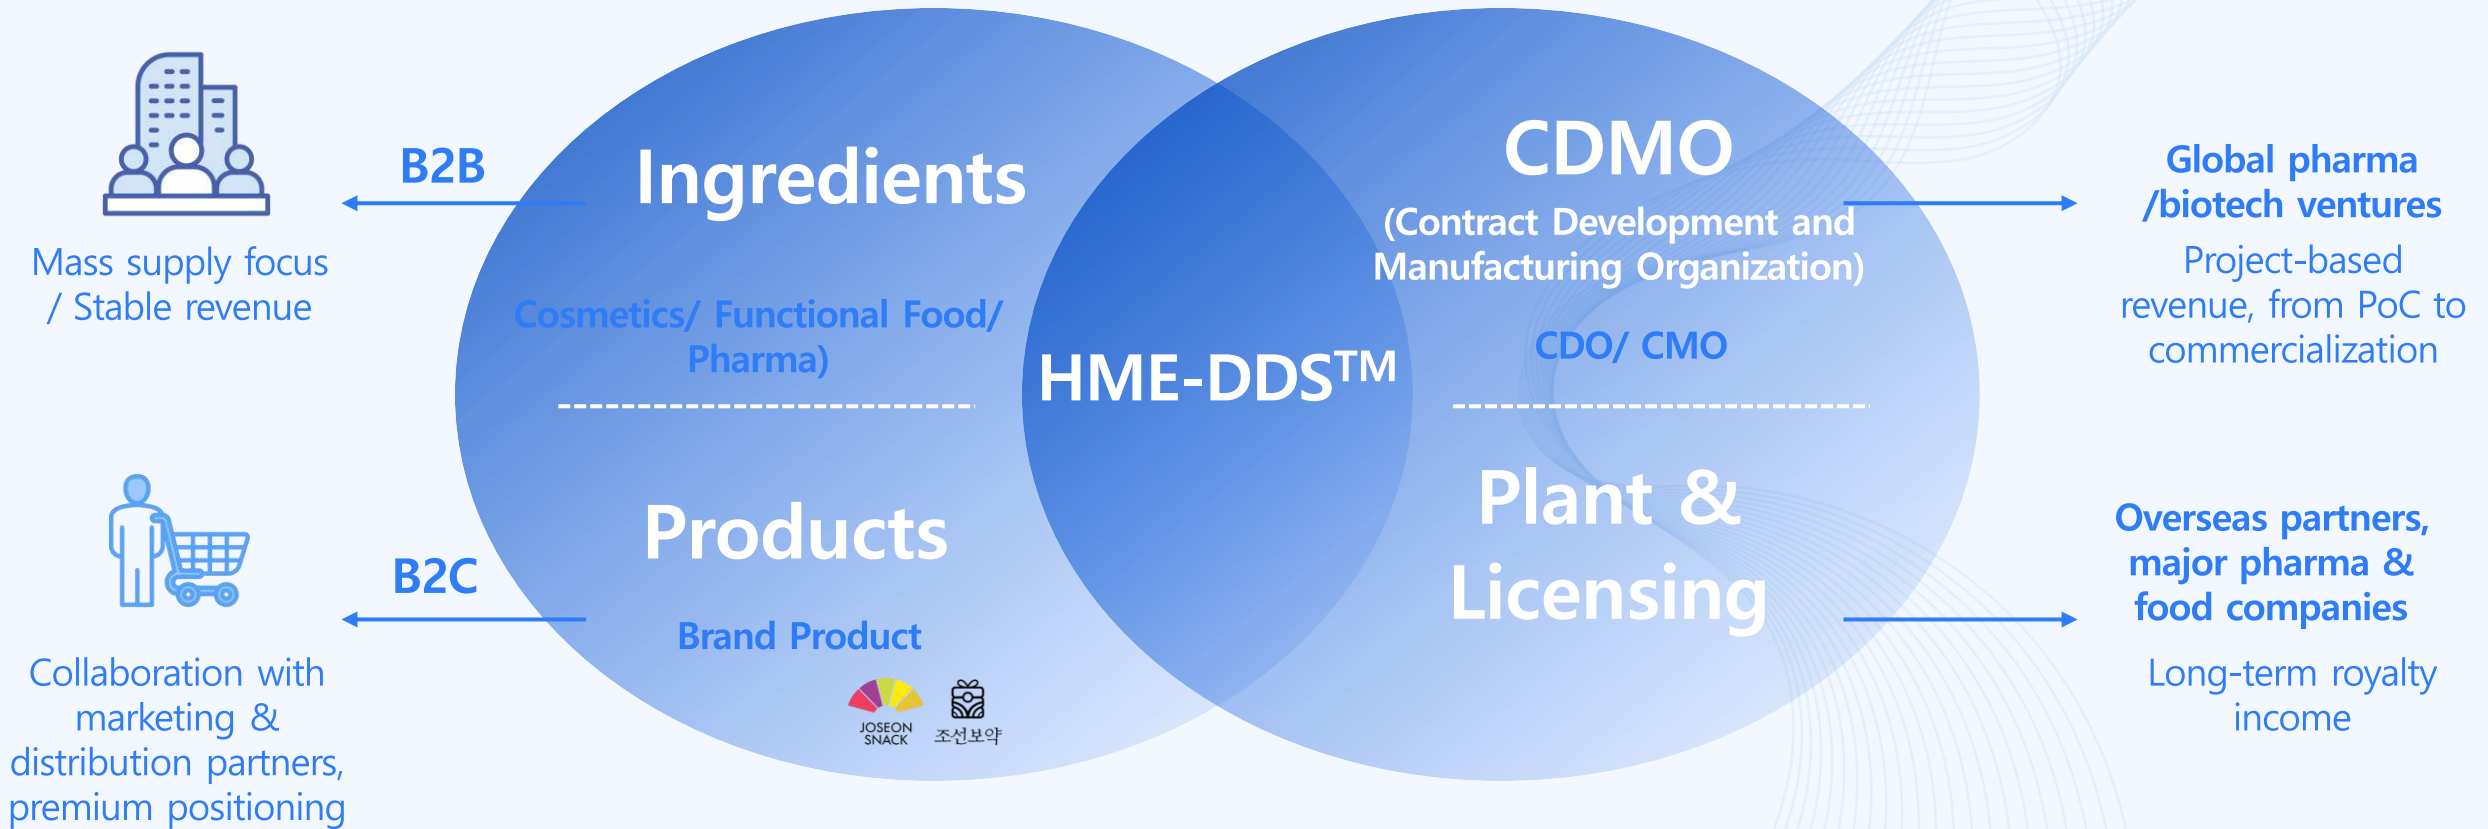 B2B
Mass supply focus
/ Stable revenue
B2C
Collaboration with
marketing &
distribution partners,
premium positioning
Ingredients
Cosmetics/ Functional Food/
Pharma)
Products
Brand Product
JOSEON
SNACK
조선보약
HME-DDS™
CDMO
(Contract Development and
Manufacturing Organization)
CDO/ CMO
Plant &
Licensing
Global pharma
/biotech ventures
Project-based
revenue, from PoC to
commercialization
Overseas partners,
major pharma &
food companies
Long-term royalty
income